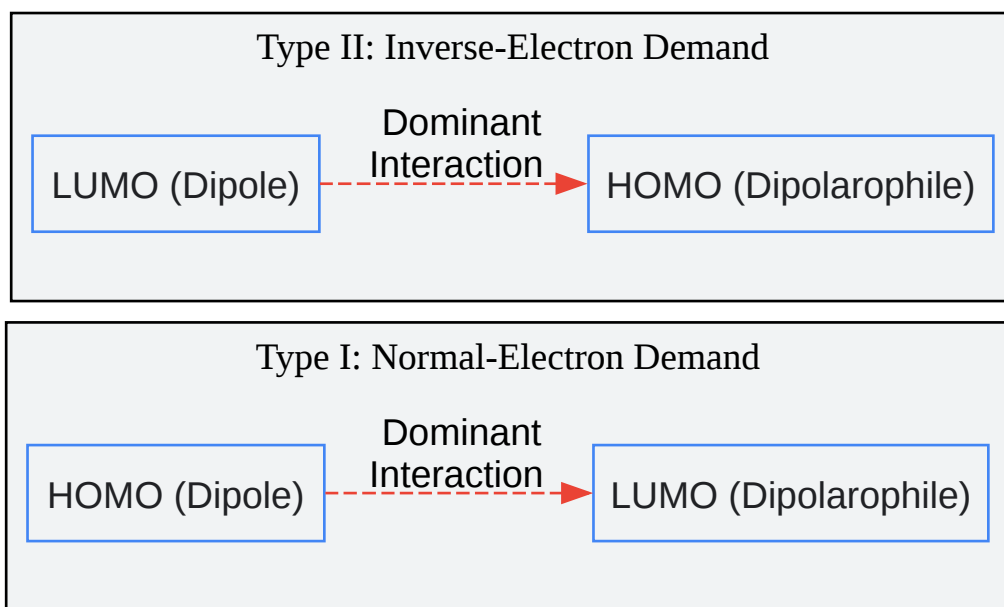 Type II: Inverse-Electron Demand
Dominant
Interaction
LUMO (Dipole)
HOMO (Dipolarophile)
Type I: Normal-Electron Demand
Dominant
Interaction
HOMO (Dipole)
LUMO (Dipolarophile)